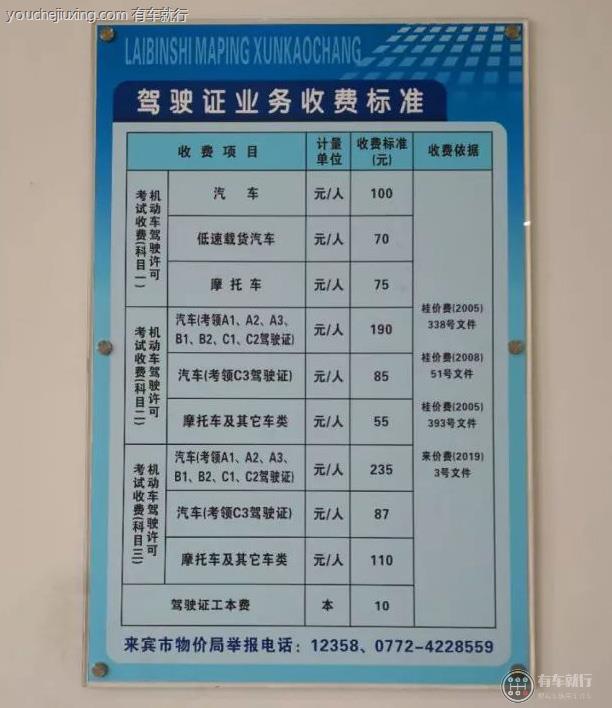 youchejiuxing.com 有车就行
LAIBINSHI MAPING XUNKAOCHANG
驾驶证业务收费标准
收费项目
计量
单位
收费标准
(元)
收费依据
机动车驾驶许可
考试收费(科目一)
汽车
元/人
100
低速载货汽车
元/人
70
摩托车
元/人
75
机动车驾驶许可
考试收费(科目二)
汽车(考领A1、A2、A3、
B1、B2、C1、C2驾驶证)
元/人
190
汽车(考领C3驾驶证)
元/人
85
摩托车及其它车类
元/人
55
机动车驾驶许可
考试收费(科目三)
汽车(考领A1、A2、A3、
B1、B2、C1、C2驾驶证)
元/人
235
汽车(考领C3驾驶证)
元/人
87
摩托车及其它车类
元/人
110
驾驶证工本费
本
10
桂价费(2005)
338号文件
桂价费(2008)
51号文件
桂价费(2005)
393号文件
来价费(2019)
3号文件
来宾市物价局举报电话：12358、0772-4228559
有车就行